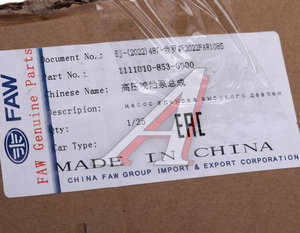 Document No.:
Part No.: 1111010-853-0000
Chinese Name: 高压喷油泵总成
Description:
Qty: 1/25
Car Type:
EAC
MADE IN CHINA
CHINA FAW GROUP IMPORT & EXPORT CORPORATION
FAW
FAW Genuine Parts